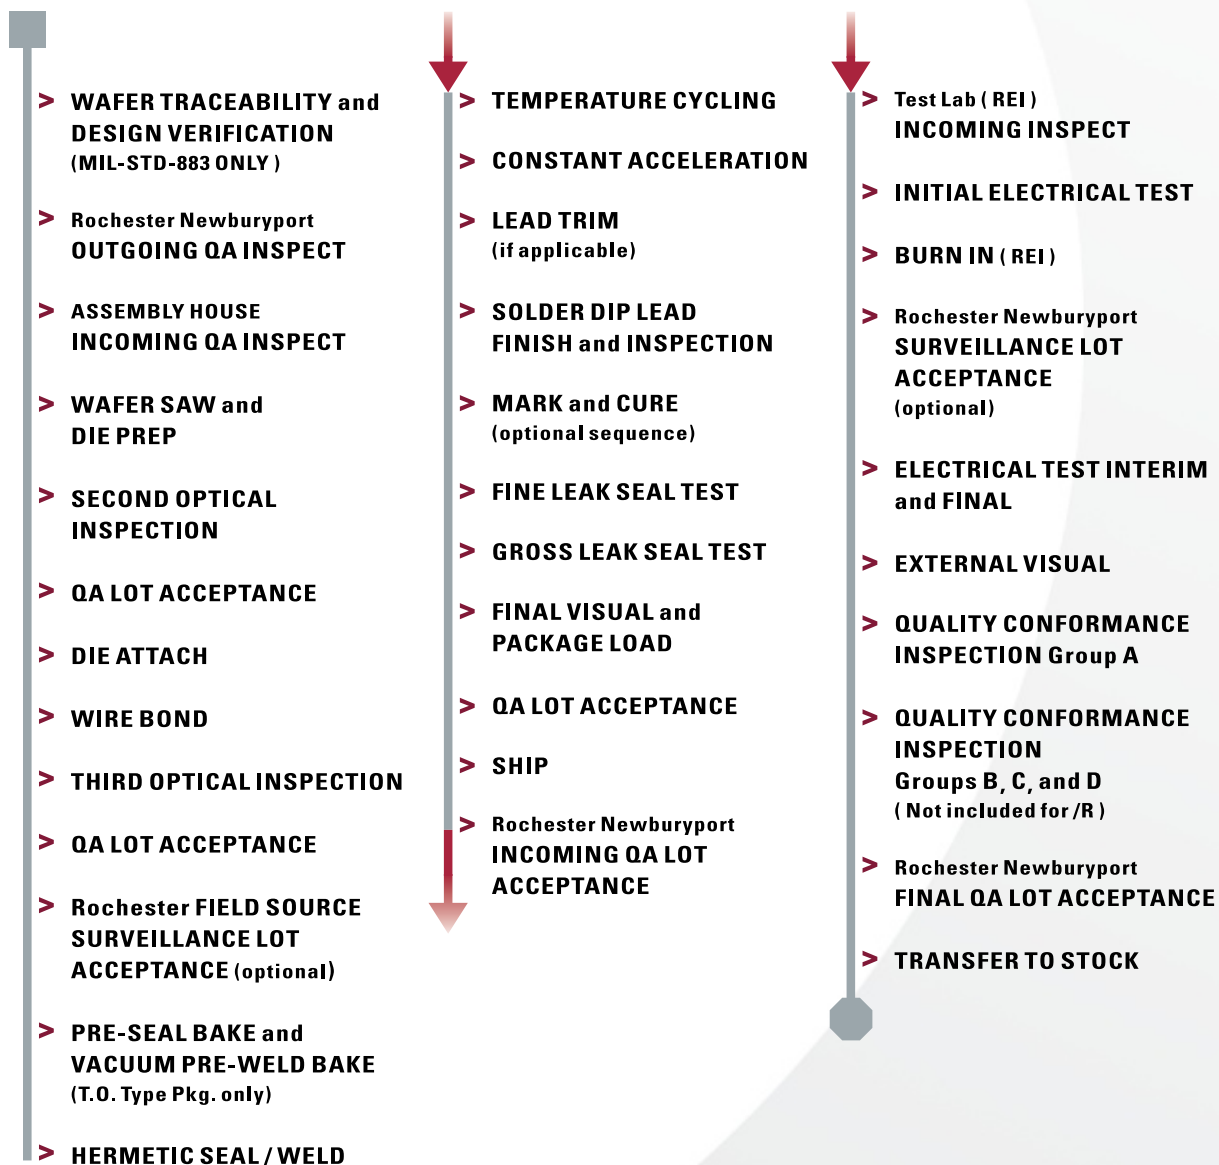 > WAFER TRACEABILITY and
DESIGN VERIFICATION
(MIL-STD-883 ONLY )
> Rochester Newburyport
OUTGOING QA INSPECT
> ASSEMBLY HOUSE
INCOMING QA INSPECT
> WAFER SAW and
DIE PREP
> SECOND OPTICAL
INSPECTION
> QA LOT ACCEPTANCE
> DIE ATTACH
> WIRE BOND
> THIRD OPTICAL INSPECTION
> QA LOT ACCEPTANCE
> Rochester FIELD SOURCE
SURVEILLANCE LOT
ACCEPTANCE (optional)
> PRE-SEAL BAKE and
VACUUM PRE-WELD BAKE
(T.O. Type Pkg. only)
> HERMETIC SEAL / WELD
> TEMPERATURE CYCLING
> CONSTANT ACCELERATION
> LEAD TRIM
(if applicable)
> SOLDER DIP LEAD
FINISH and INSPECTION
> MARK and CURE
(optional sequence)
> FINE LEAK SEAL TEST
> GROSS LEAK SEAL TEST
> FINAL VISUAL and
PACKAGE LOAD
> QA LOT ACCEPTANCE
> SHIP
> Rochester Newburyport
INCOMING QA LOT
ACCEPTANCE
> Test Lab ( REI )
INCOMING INSPECT
> INITIAL ELECTRICAL TEST
> BURN IN ( REI )
> Rochester Newburyport
SURVEILLANCE LOT
ACCEPTANCE
(optional)
> ELECTRICAL TEST INTERIM
and FINAL
> EXTERNAL VISUAL
> QUALITY CONFORMANCE
INSPECTION Group A
> QUALITY CONFORMANCE
INSPECTION
Groups B, C, and D
( Not included for /R )
> Rochester Newburyport
FINAL QA LOT ACCEPTANCE
> TRANSFER TO STOCK